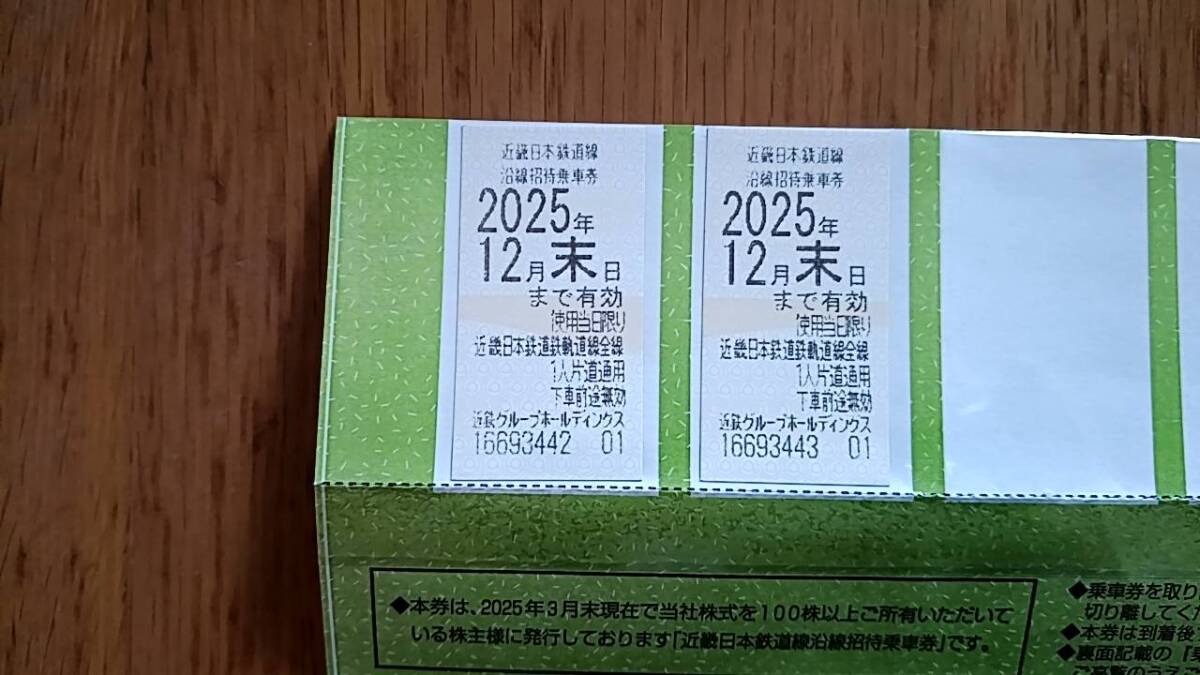 近畿日本鉄道線
沿線招待乗車券
2025年
12月末日
まで有効
使用当日限り
近畿日本鉄道鉄軌道線全線
1人片道通用
下車前途無効
近鉄グループホールディングス
16693442 01
近畿日本鉄道線
沿線招待乗車券
2025年
12月末日
まで有効
使用当日限り
近畿日本鉄道鉄軌道線全線
1人片道通用
下車前途無効
近鉄グループホールディングス
16693443 01
◆本券は、2025年3月末現在で当社株式を100株以上ご所有いただいて
いる株主様に発行しております「近畿日本鉄道線沿線招待乗車券」です。
◆乗車券を取り
切り離してく
◆本券は到着後
◆裏面記載の『
ご高覧のうえ